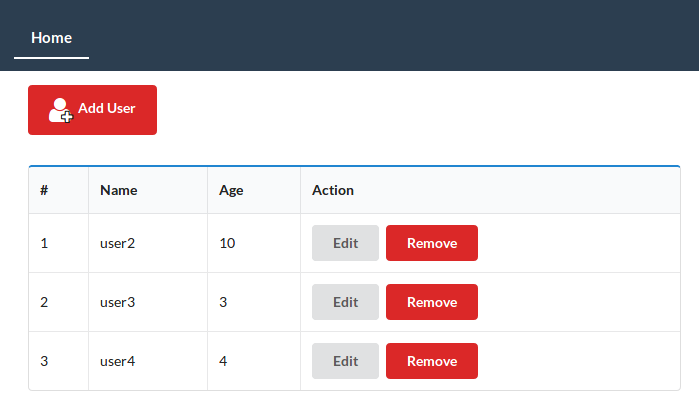 Home
Add User
# Name Age Action
1 user2 10 Edit Remove
2 user3 3 Edit Remove
3 user4 4 Edit Remove